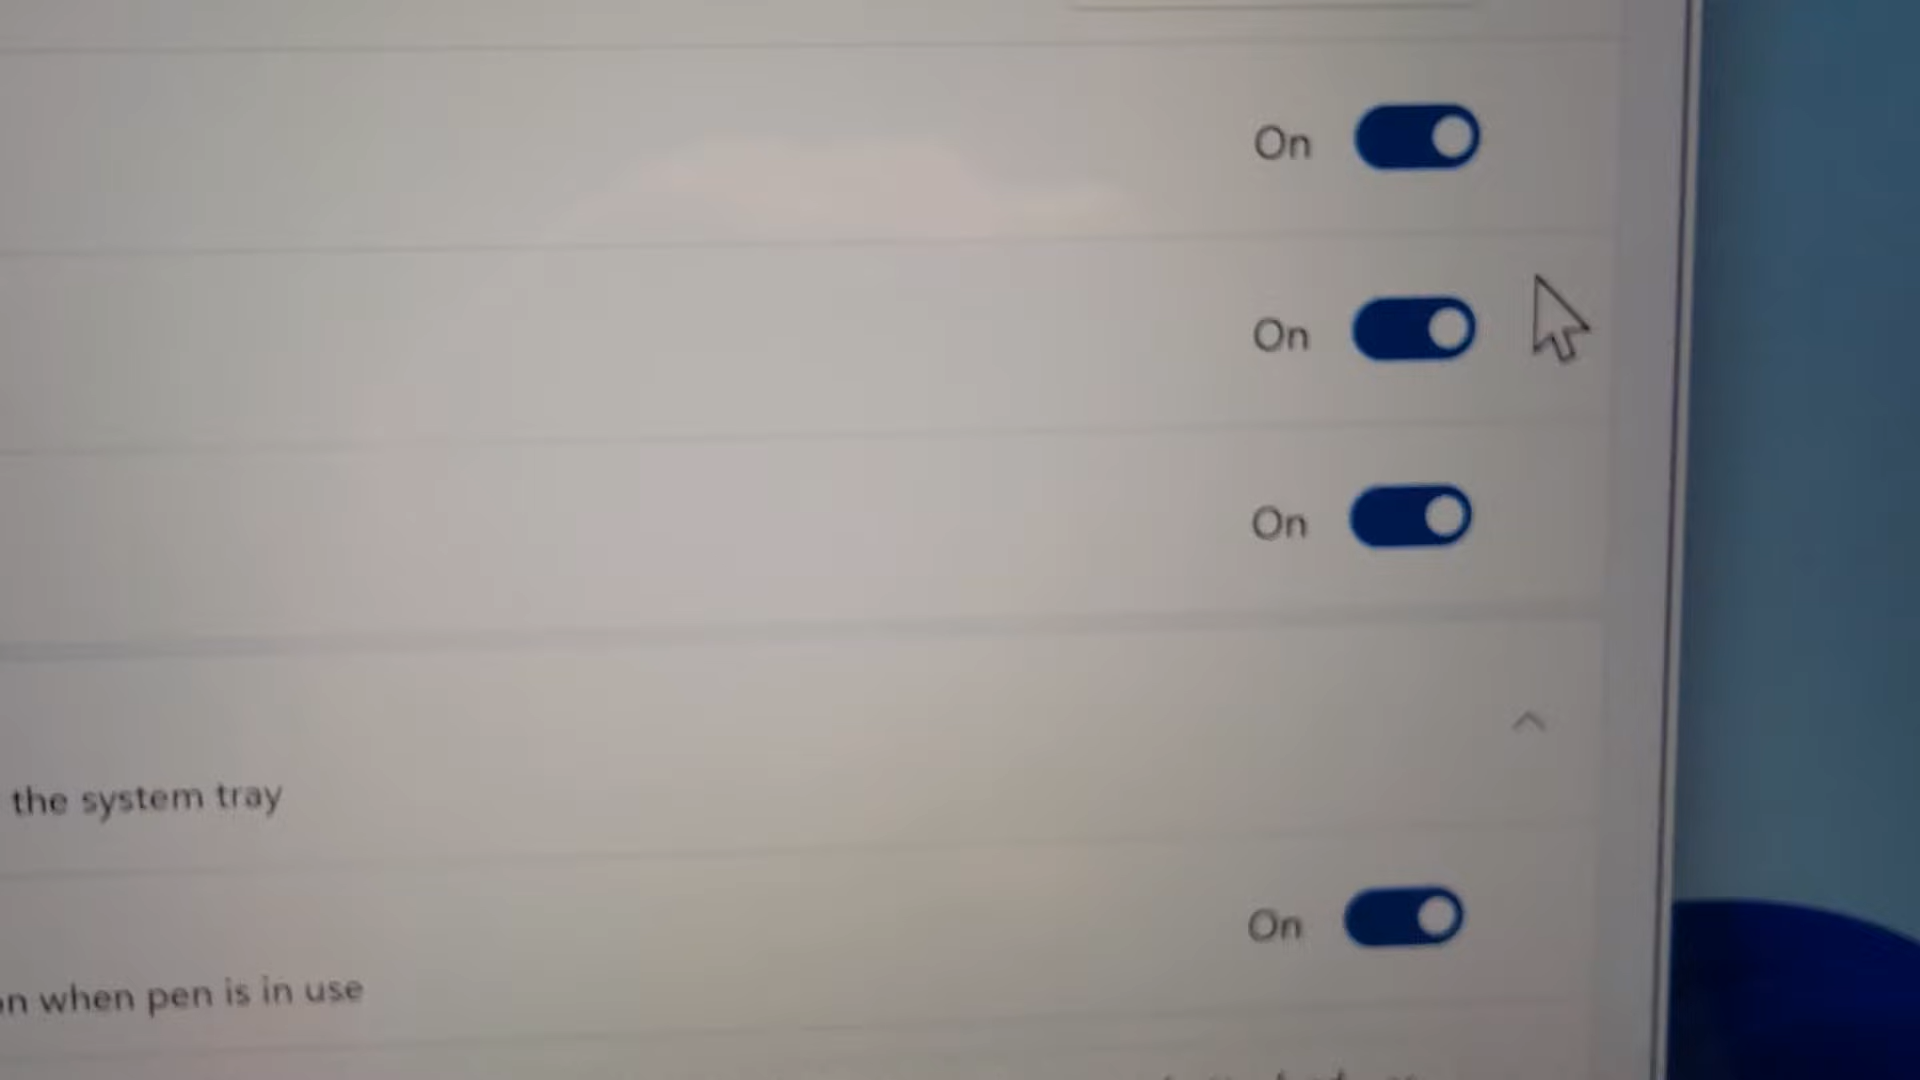 On
On
On
the system tray
On
when pen is in use